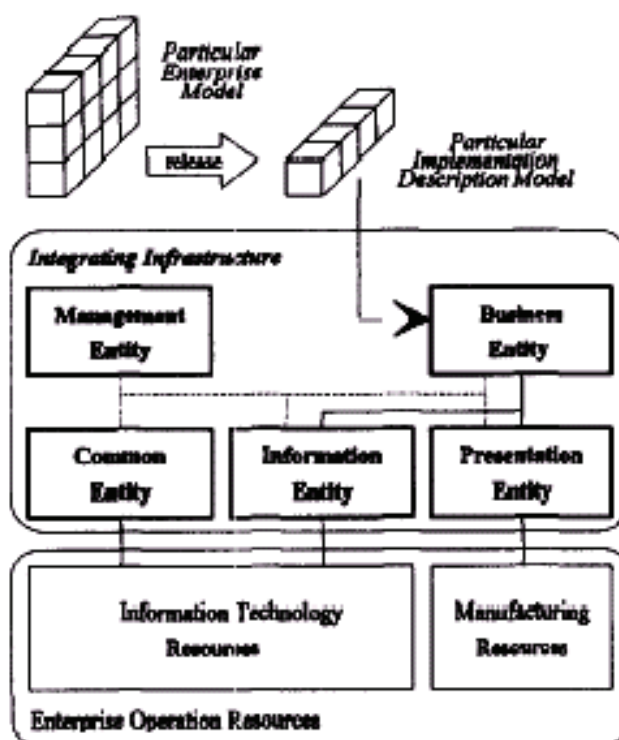 Particular
Enterprise
Model
release
Particular
Implementation
Description Model
Integrating Infrastructure
Management
Entity
Business
Entity
Common
Entity
Information
Entity
Presentation
Entity
Information Technology
Resources
Manufacturing
Resources
Enterprise Operation Resources